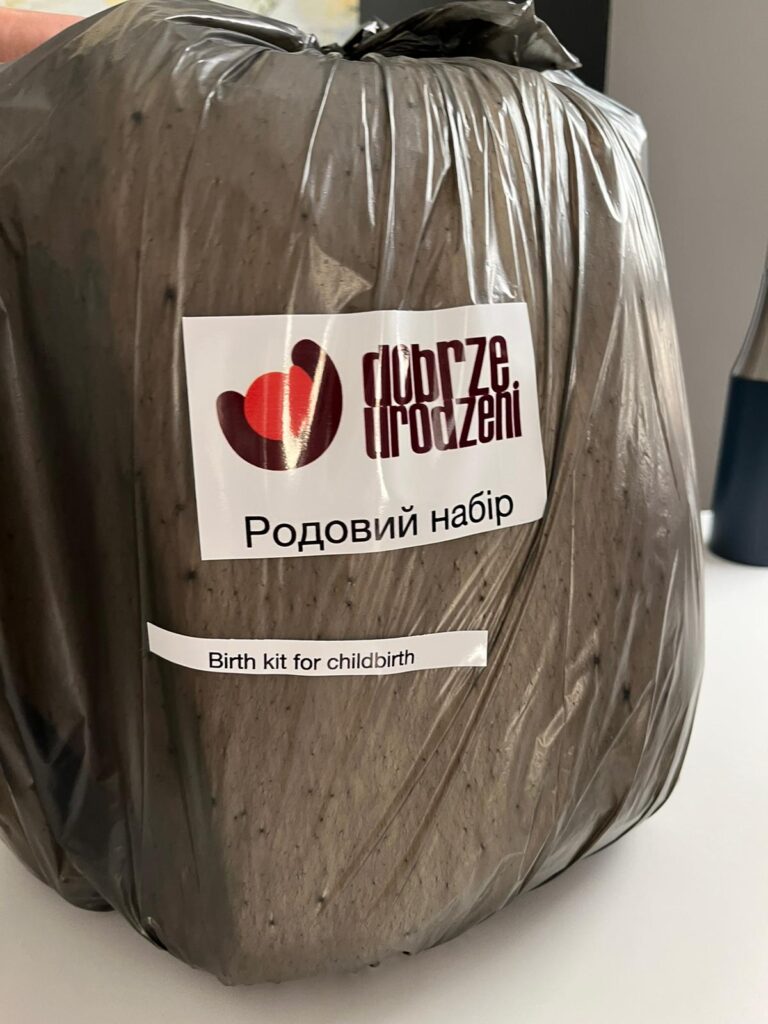 dobrze
urodzeni
Родовий набір
Birth kit for childbirth